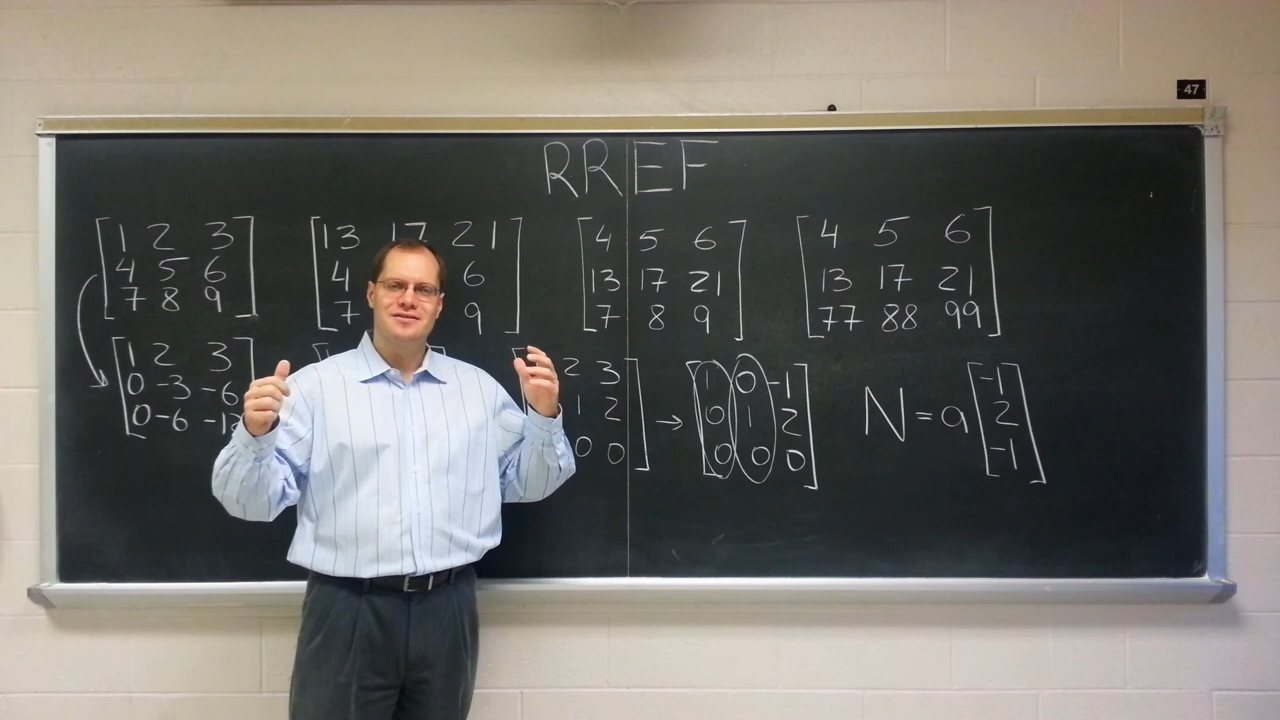 47
RREF
1 2 3
4 5 6
7 8 9
13 17 21
4 6
7 9
4 5 6
13 17 21
7 8 9
4 5 6
13 17 21
77 88 99
1 2 3
0 -3 -6
0 -6 -12
2 3
1 2
0 0
→
1 0 -1
0 1 2
0 0 0
N = a
-1
2
-1